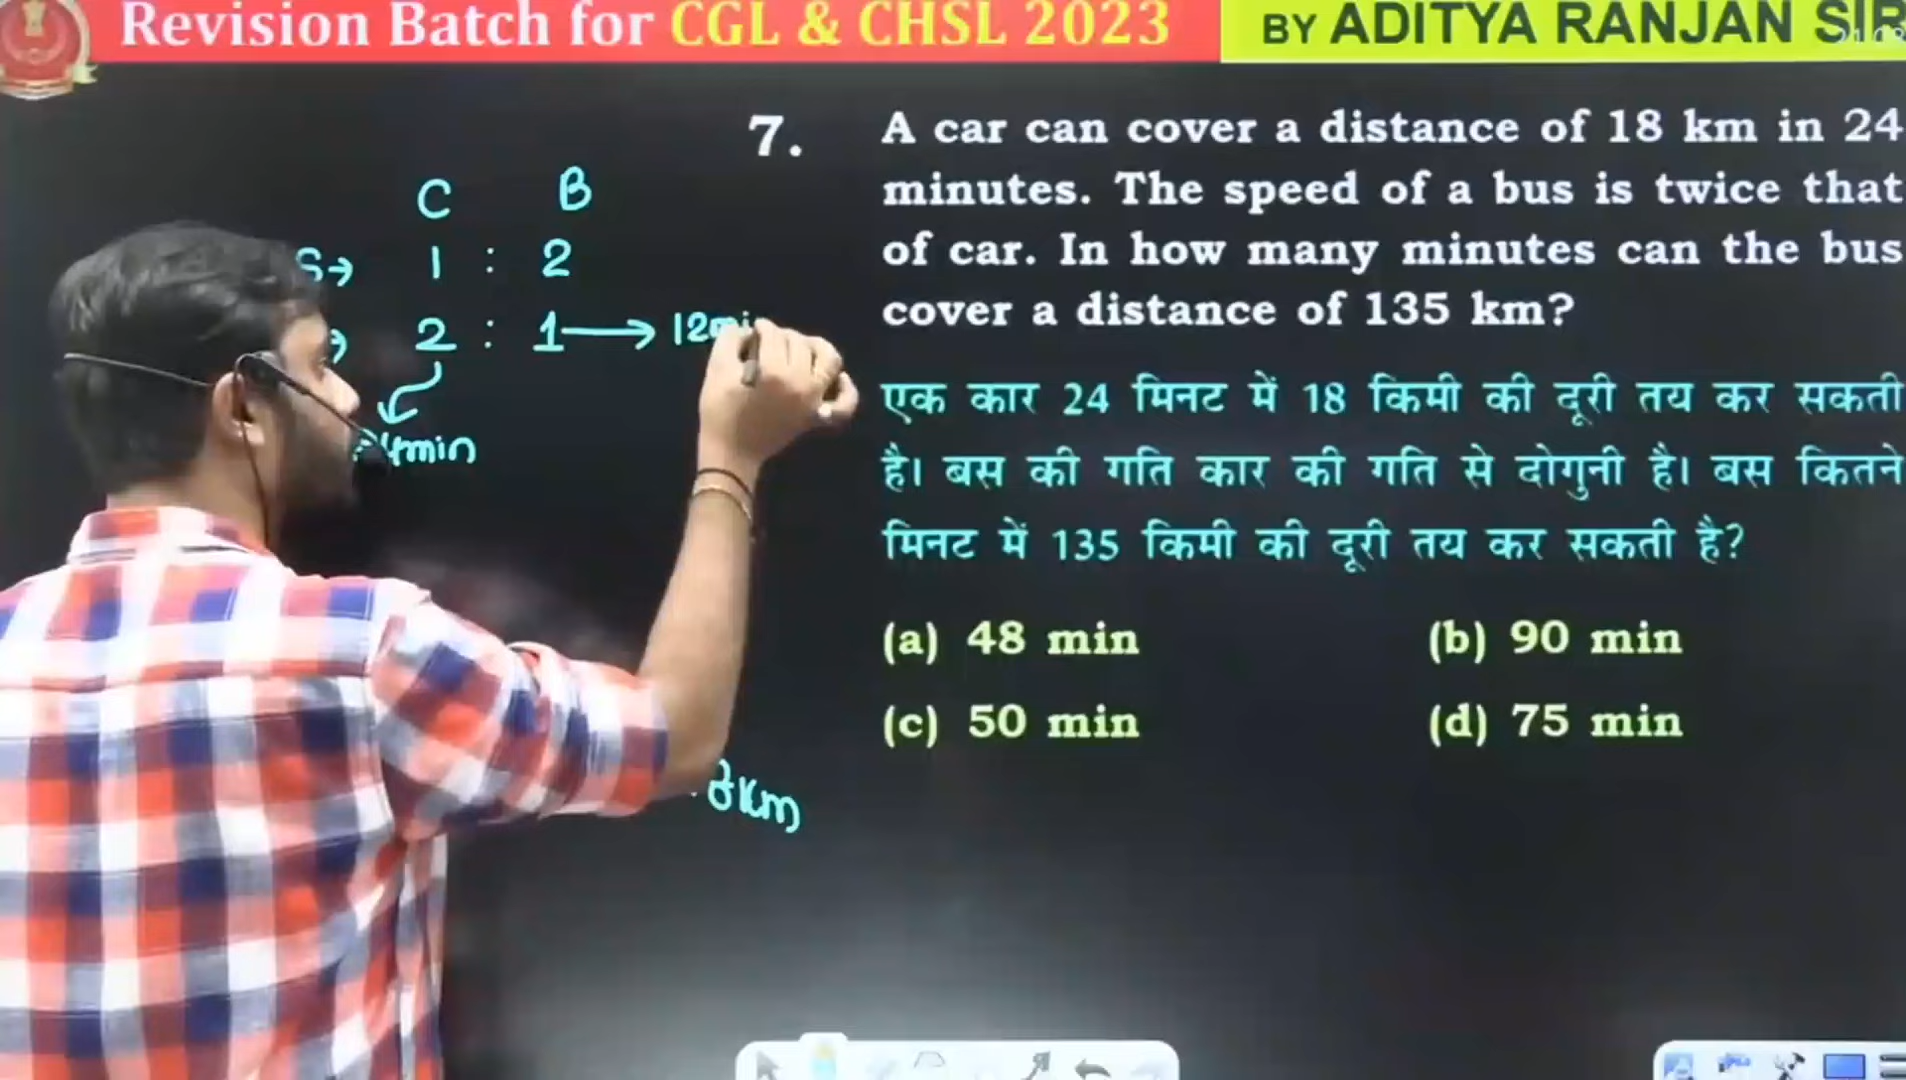 Revision Batch for CGL & CHSL 2023
BY ADITYA RANJAN SIR
7. A car can cover a distance of 18 km in 24
minutes. The speed of a bus is twice that
of car. In how many minutes can the bus
cover a distance of 135 km?
एक कार 24 मिनट में 18 किमी की दूरी तय कर सकती
है। बस की गति कार की गति से दोगुनी है। बस कितने
मिनट में 135 किमी की दूरी तय कर सकती है?
(a) 48 min (b) 90 min
(c) 50 min (d) 75 min
C B
S→ 1 : 2
2 : 1 → 12
min
km